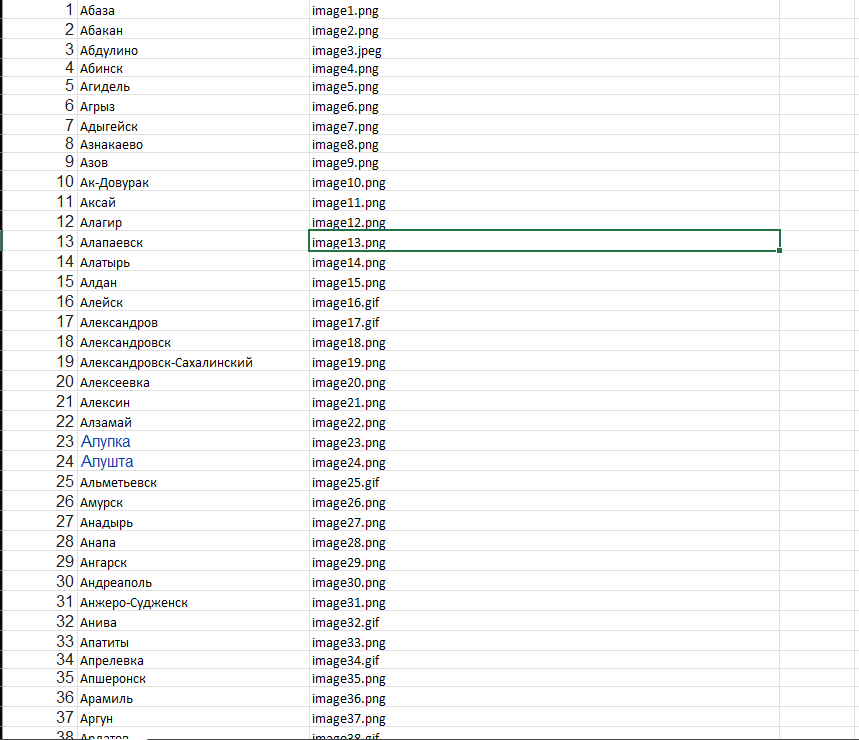 1 Абаза image1.png
2 Абакан image2.png
3 Абдулино image3.jpeg
4 Абинск image4.png
5 Агидель image5.png
6 Агрыз image6.png
7 Адыгейск image7.png
8 Азнакаево image8.png
9 Азов image9.png
10 Ак-Довурак image10.png
11 Аксай image11.png
12 Алагир image12.png
13 Алапаевск image13.png
14 Алатырь image14.png
15 Алдан image15.png
16 Алейск image16.gif
17 Александров image17.gif
18 Александровск image18.png
19 Александровск-Сахалинский image19.png
20 Алексеевка image20.png
21 Алексин image21.png
22 Алзамай image22.png
23 Алупка image23.png
24 Алушта image24.png
25 Альметьевск image25.gif
26 Амурск image26.png
27 Анадырь image27.png
28 Анапа image28.png
29 Ангарск image29.png
30 Андреаполь image30.png
31 Анжеро-Судженск image31.png
32 Анива image32.gif
33 Апатиты image33.png
34 Апрелевка image34.gif
35 Апшеронск image35.png
36 Арамиль image36.png
37 Аргун image37.png
38 Ардатов image38.gif